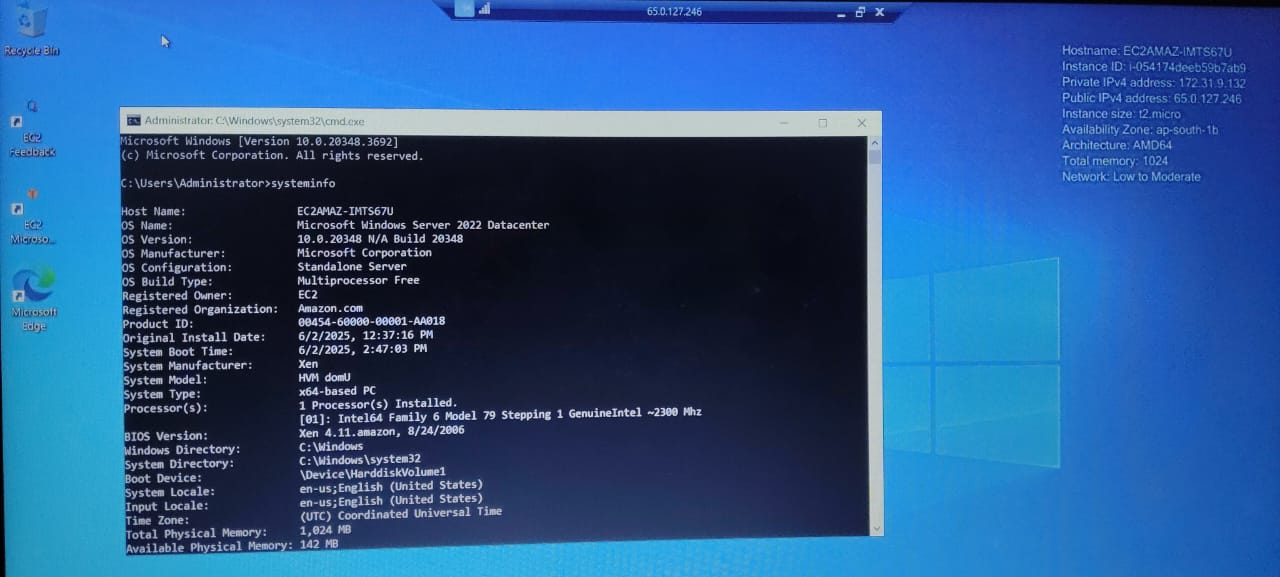 65.0.127.246
Recycle Bin
EC2
Feedback
EC2
Microso...
Microsoft
Edge
Hostname: EC2AMAZ-IMTS67U
Instance ID: i-054174deeb59b7ab9
Private IPv4 address: 172.31.9.132
Public IPv4 address: 65.0.127.246
Instance size: t2.micro
Availability Zone: ap-south-1b
Architecture: AMD64
Total memory: 1024
Network: Low to Moderate
Administrator: C:\Windows\system32\cmd.exe
Microsoft Windows [Version 10.0.20348.3692]
(c) Microsoft Corporation. All rights reserved.
C:\Users\Administrator>systeminfo
Host Name: EC2AMAZ-IMTS67U
OS Name: Microsoft Windows Server 2022 Datacenter
OS Version: 10.0.20348 N/A Build 20348
OS Manufacturer: Microsoft Corporation
OS Configuration: Standalone Server
OS Build Type: Multiprocessor Free
Registered Owner: EC2
Registered Organization: Amazon.com
Product ID: 00454-60000-00001-AA018
Original Install Date: 6/2/2025, 12:37:16 PM
System Boot Time: 6/2/2025, 2:47:03 PM
System Manufacturer: Xen
System Model: HVM domU
System Type: x64-based PC
Processor(s): 1 Processor(s) Installed.
[01]: Intel64 Family 6 Model 79 Stepping 1 GenuineIntel ~2300 Mhz
BIOS Version: Xen 4.11.amazon, 8/24/2006
Windows Directory: C:\Windows
System Directory: C:\Windows\system32
Boot Device: \Device\HarddiskVolume1
System Locale: en-us;English (United States)
Input Locale: en-us;English (United States)
Time Zone: (UTC) Coordinated Universal Time
Total Physical Memory: 1,024 MB
Available Physical Memory: 142 MB